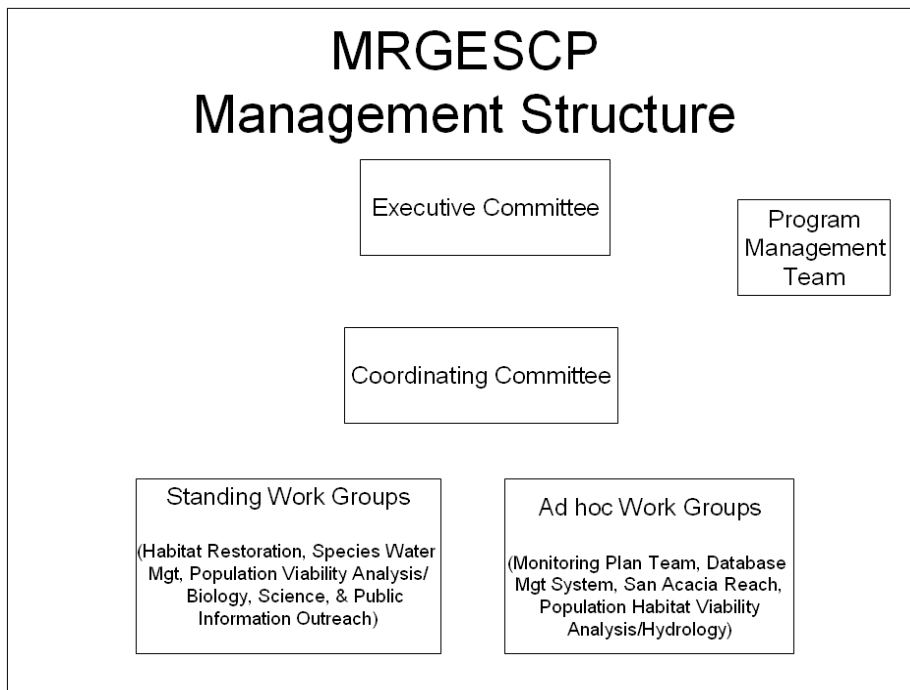 MRGESCP
Management Structure
Executive Committee
Program
Management
Team
Coordinating Committee
Standing Work Groups
(Habitat Restoration, Species Water
Mgt, Population Viability Analysis/
Biology, Science, & Public
Information Outreach)
Ad hoc Work Groups
(Monitoring Plan Team, Database
Mgt System, San Acacia Reach,
Population Habitat Viability
Analysis/Hydrology)